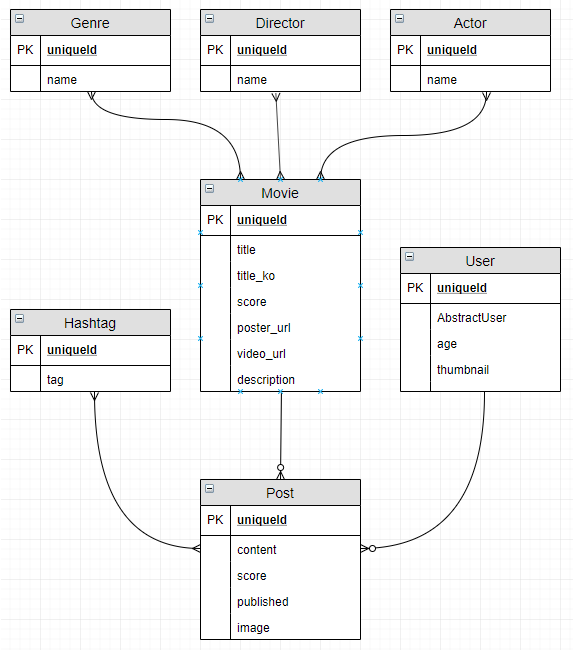 Genre
PK uniqueId
name
Director
PK uniqueId
name
Actor
PK uniqueId
name
Movie
PK uniqueId
title
title_ko
score
poster_url
video_url
description
User
PK uniqueId
AbstractUser
age
thumbnail
Hashtag
PK uniqueId
tag
Post
PK uniqueId
content
score
published
image